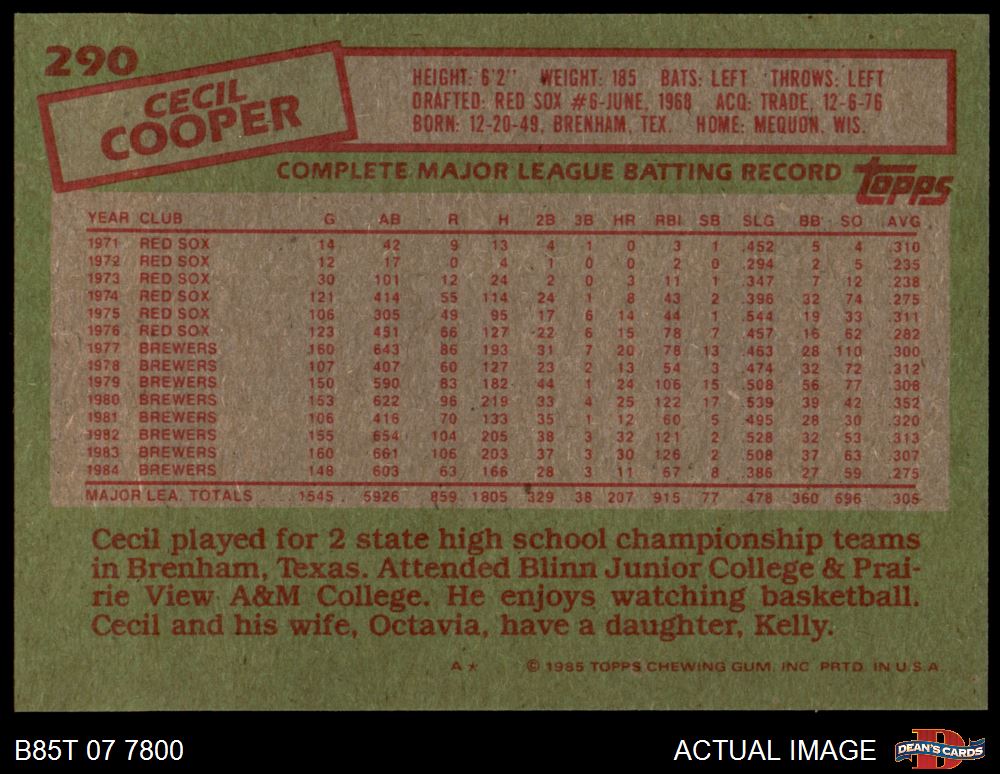 290
CECIL
COOPER
HEIGHT: 6'2" WEIGHT: 185 BATS: LEFT THROWS: LEFT
DRAFTED: RED SOX #6-JUNE, 1968 ACQ: TRADE, 12-6-76
BORN: 12-20-49, BRENHAM, TEX. HOME: MEQUON, WIS.
COMPLETE MAJOR LEAGUE BATTING RECORD
Topps
YEAR CLUB G AB R H 2B 3B HR RBI SB SLG BB SO AVG
1971 RED SOX 14 42 9 13 4 1 0 3 1 .452 5 4 .310
1972 RED SOX 12 17 0 4 1 0 0 2 0 .294 2 5 .235
1973 RED SOX 30 101 12 24 2 0 3 11 1 .347 7 12 .238
1974 RED SOX 121 414 55 114 24 1 8 43 2 .396 32 74 .275
1975 RED SOX 106 305 49 95 17 6 14 44 1 .544 19 33 .311
1976 RED SOX 123 451 66 127 22 6 15 78 7 .457 16 62 .282
1977 BREWERS 160 643 86 193 31 7 20 78 13 .463 28 110 .300
1978 BREWERS 107 407 60 127 23 2 13 54 3 .474 32 72 .312
1979 BREWERS 150 590 83 182 44 1 24 106 15 .508 56 77 .308
1980 BREWERS 153 622 96 219 33 4 25 122 17 .539 39 42 .352
1981 BREWERS 106 416 70 133 35 1 12 60 5 .495 28 30 .320
1982 BREWERS 155 654 104 205 38 3 32 121 2 .528 32 53 .313
1983 BREWERS 160 661 106 203 37 3 30 126 2 .508 37 63 .307
1984 BREWERS 148 603 63 166 28 3 11 67 8 .386 27 59 .275
MAJOR LEA. TOTALS 1545 5926 859 1805 329 38 207 915 77 .478 360 696 .305
Cecil played for 2 state high school championship teams
in Brenham, Texas. Attended Blinn Junior College & Prai-
rie View A&M College. He enjoys watching basketball.
Cecil and his wife, Octavia, have a daughter, Kelly.
A* © 1985 TOPPS CHEWING GUM, INC. PRTD. IN U.S.A.
B85T 07 7800
ACTUAL IMAGE
DEAN'S CARDS